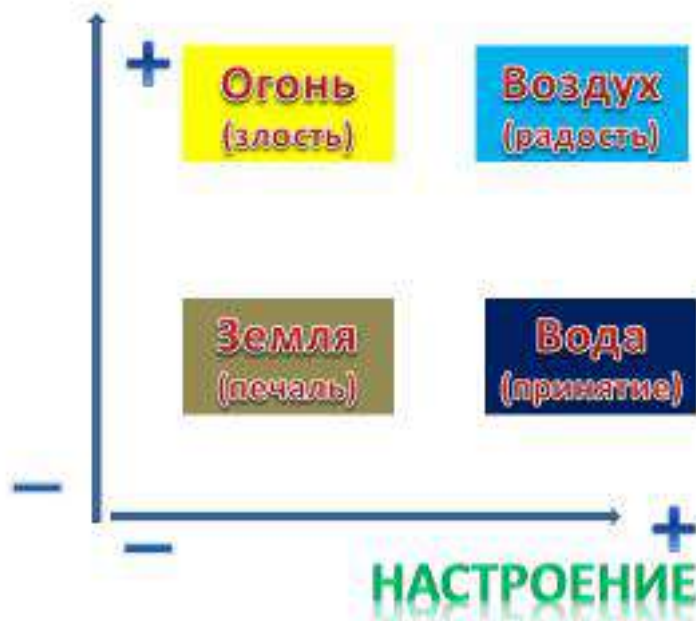 +
Огонь
(злость)
Воздух
(радость)
Земля
(печаль)
Вода
(принятие)
−
−
+
НАСТРОЕНИЕ